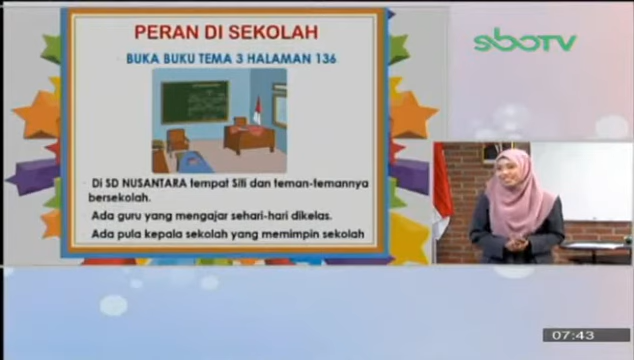 PERAN DI SEKOLAH
BUKA BUKU TEMA 3 HALAMAN 136
Di SD NUSANTARA tempat Siti dan teman-temannya
bersekolah.
Ada guru yang mengajar sehari-hari dikelas.
Ada pula kepala sekolah yang memimpin sekolah
sboTV
07:43